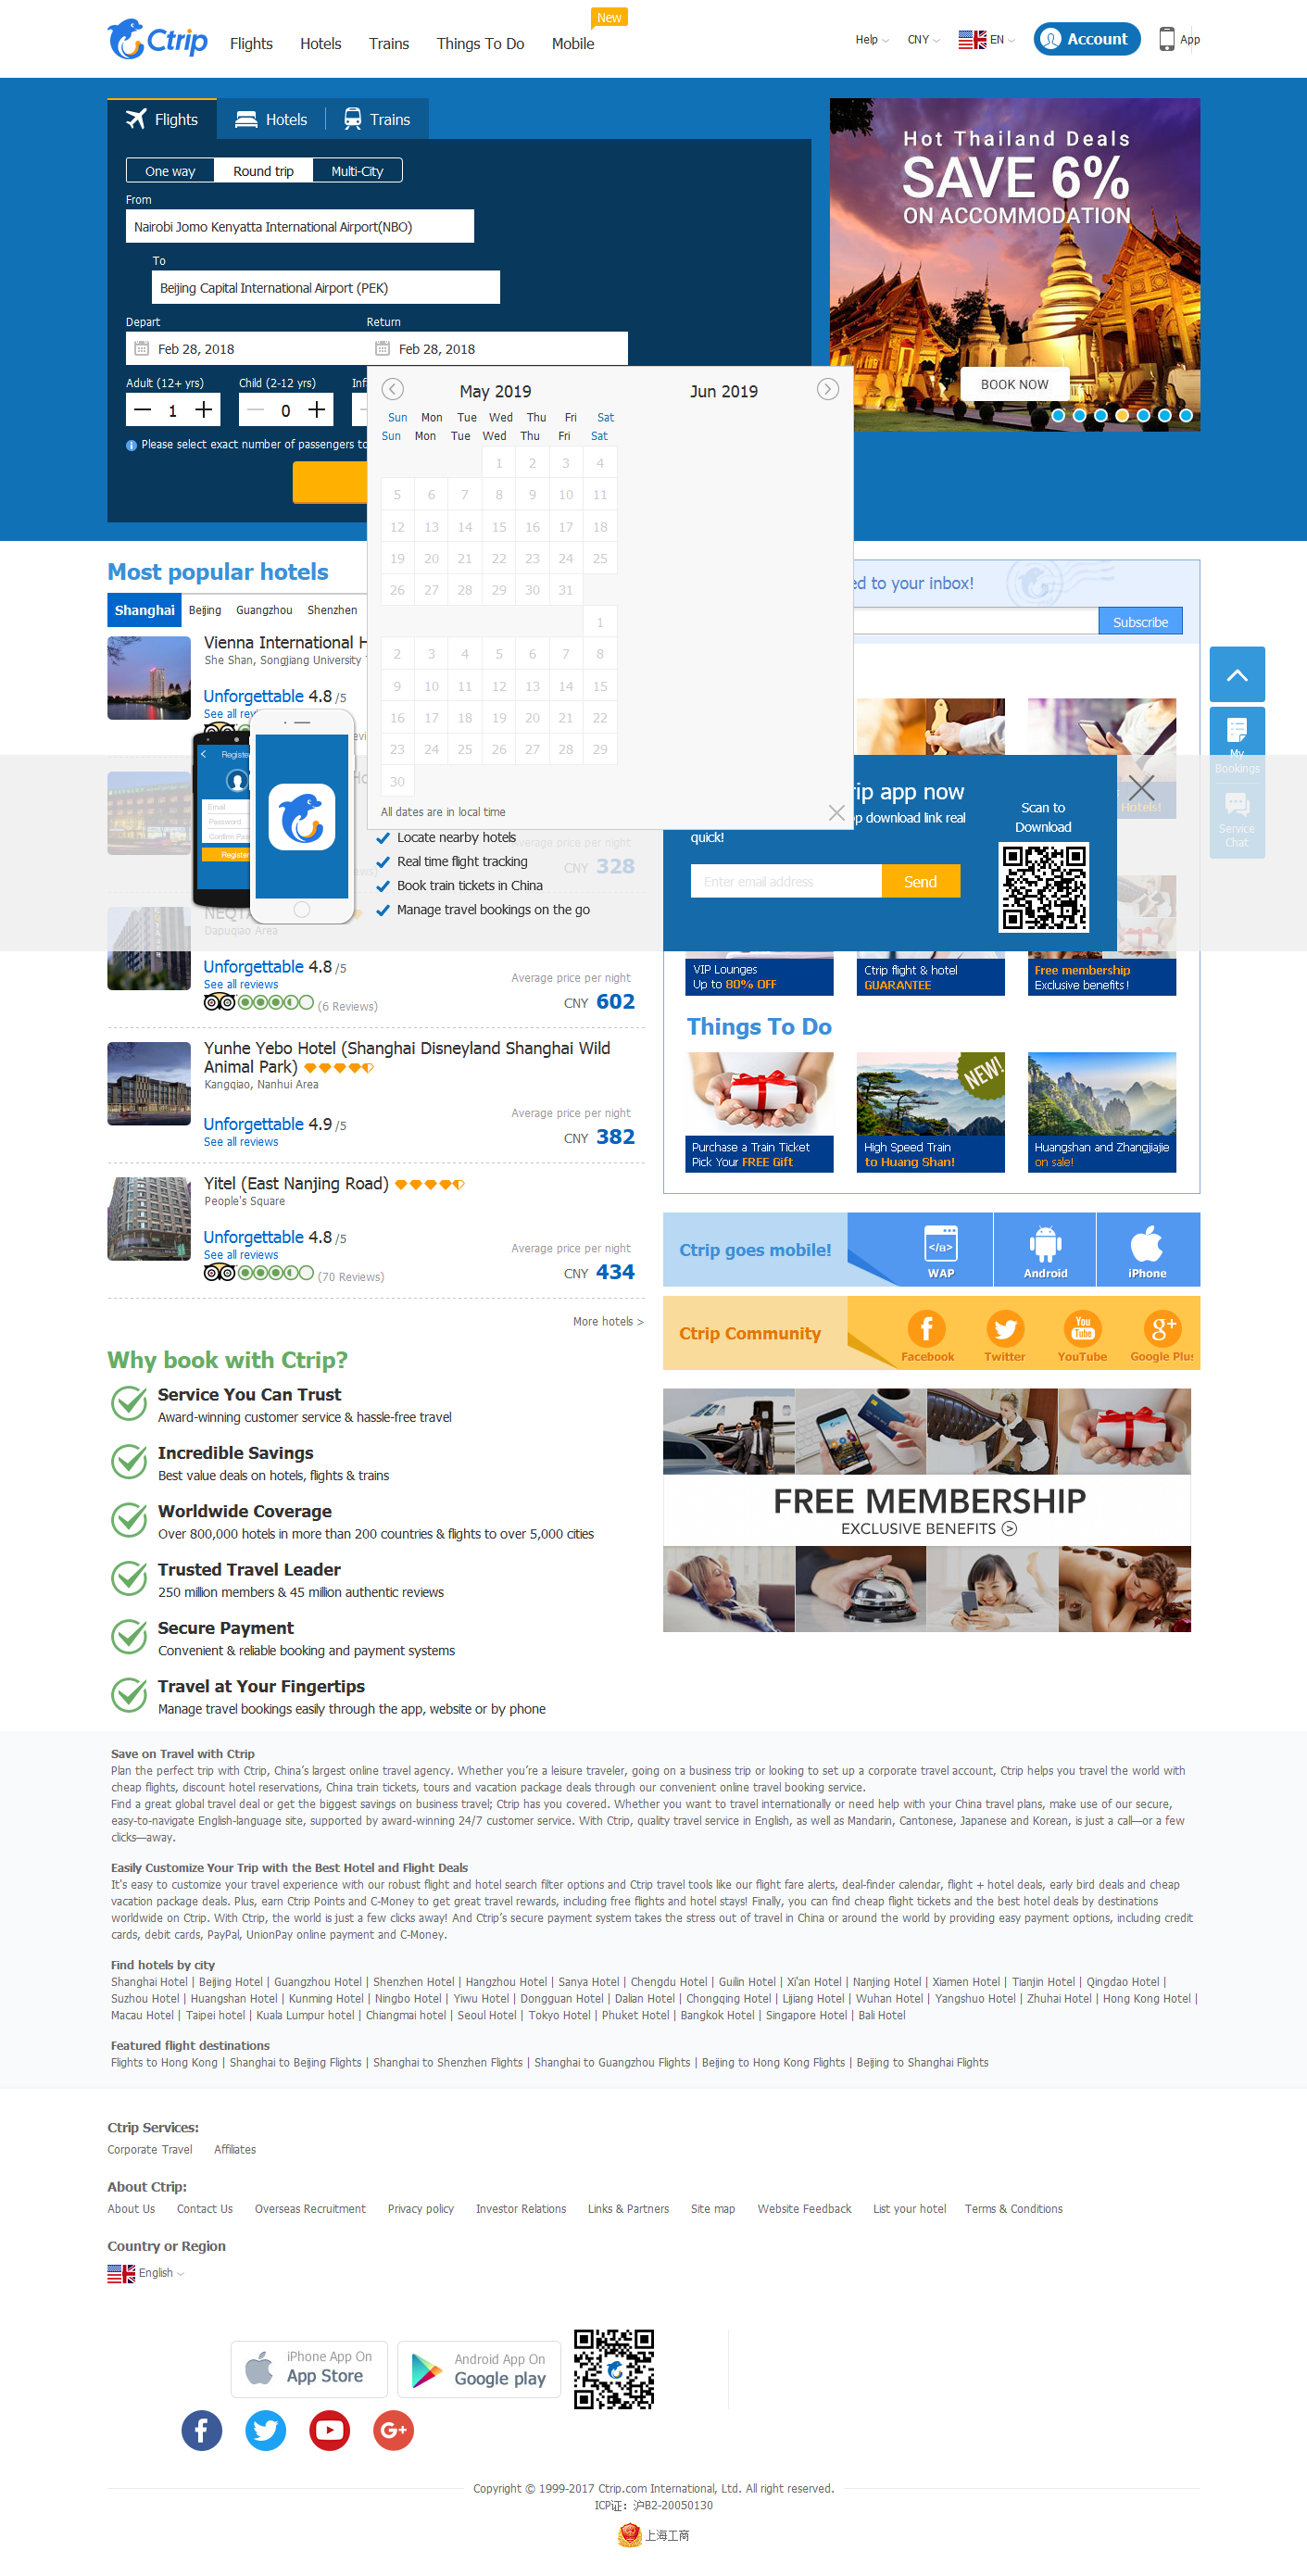 Ctrip
Flights
Hotels
Trains
Things To Do
Mobile
New
Help
CNY
EN
Account
App
Flights
Hotels
Trains
One way
Round trip
Multi-City
From
Nairobi Jomo Kenyatta International Airport(NBO)
To
Beijing Capital International Airport (PEK)
Depart
Return
Feb 28, 2018
Feb 28, 2018
Adult (12+ yrs)
Child (2-12 yrs)
1
0
Please select exact number of passengers to
Hot Thailand Deals
SAVE 6%
ON ACCOMMODATION
BOOK NOW
May 2019
Jun 2019
Sun Mon Tue Wed Thu Fri Sat
Sun Mon Tue Wed Thu Fri Sat
1 2 3 4
5 6 7 8 9 10 11
12 13 14 15 16 17 18
19 20 21 22 23 24 25
26 27 28 29 30 31
1
2 3 4 5 6 7 8
9 10 11 12 13 14 15
16 17 18 19 20 21 22
23 24 25 26 27 28 29
30
All dates are in local time
Most popular hotels
Shanghai
Beijing
Guangzhou
Shenzhen
Vienna International H
She Shan, Songjiang University
Unforgettable 4.8 /5
See all rev
ed to your inbox!
Subscribe
My
Bookings
Service
Chat
Hotels!
Register
Email
Password
Register
Locate nearby hotels
Real time flight tracking
Book train tickets in China
Manage travel bookings on the go
Average price per night
CNY 328
rip app now
p download link real
quick!
Enter email address
Send
Scan to
Download
Dapuqiao Area
Unforgettable 4.8 /5
See all reviews
(6 Reviews)
Average price per night
CNY 602
VIP Lounges
Up to 80% OFF
Ctrip flight & hotel
GUARANTEE
Free membership
Exclusive benefits!
Yunhe Yebo Hotel (Shanghai Disneyland Shanghai Wild
Animal Park)
Kangqiao, Nanhui Area
Unforgettable 4.9 /5
See all reviews
Average price per night
CNY 382
Things To Do
NEW!
Purchase a Train Ticket
Pick Your FREE Gift
High Speed Train
to Huang Shan!
Huangshan and Zhangjiajie
on sale!
Yitel (East Nanjing Road)
People's Square
Unforgettable 4.8 /5
See all reviews
(70 Reviews)
Average price per night
CNY 434
More hotels >
Ctrip goes mobile!
</a>
WAP
Android
iPhone
Ctrip Community
Facebook
Twitter
You
Tube
YouTube
g+
Google Plus
Why book with Ctrip?
Service You Can Trust
Award-winning customer service & hassle-free travel
Incredible Savings
Best value deals on hotels, flights & trains
Worldwide Coverage
Over 800,000 hotels in more than 200 countries & flights to over 5,000 cities
Trusted Travel Leader
250 million members & 45 million authentic reviews
Secure Payment
Convenient & reliable booking and payment systems
Travel at Your Fingertips
Manage travel bookings easily through the app, website or by phone
FREE MEMBERSHIP
EXCLUSIVE BENEFITS
Save on Travel with Ctrip
Plan the perfect trip with Ctrip, China's largest online travel agency. Whether you're a leisure traveler, going on a business trip or looking to set up a corporate travel account, Ctrip helps you travel the world with
cheap flights, discount hotel reservations, China train tickets, tours and vacation package deals through our convenient online travel booking service.
Find a great global travel deal or get the biggest savings on business travel; Ctrip has you covered. Whether you want to travel internationally or need help with your China travel plans, make use of our secure,
easy-to-navigate English-language site, supported by award-winning 24/7 customer service. With Ctrip, quality travel service in English, as well as Mandarin, Cantonese, Japanese and Korean, is just a call—or a few
clicks—away.
Easily Customize Your Trip with the Best Hotel and Flight Deals
It's easy to customize your travel experience with our robust flight and hotel search filter options and Ctrip travel tools like our flight fare alerts, deal-finder calendar, flight + hotel deals, early bird deals and cheap
vacation package deals. Plus, earn Ctrip Points and C-Money to get great travel rewards, including free flights and hotel stays! Finally, you can find cheap flight tickets and the best hotel deals by destinations
worldwide on Ctrip. With Ctrip, the world is just a few clicks away! And Ctrip's secure payment system takes the stress out of travel in China or around the world by providing easy payment options, including credit
cards, debit cards, PayPal, UnionPay online payment and C-Money.
Find hotels by city
Shanghai Hotel | Beijing Hotel | Guangzhou Hotel | Shenzhen Hotel | Hangzhou Hotel | Sanya Hotel | Chengdu Hotel | Guilin Hotel | Xi'an Hotel | Nanjing Hotel | Xiamen Hotel | Tianjin Hotel | Qingdao Hotel |
Suzhou Hotel | Huangshan Hotel | Kunming Hotel | Ningbo Hotel | Yiwu Hotel | Dongguan Hotel | Dalian Hotel | Chongqing Hotel | Lijiang Hotel | Wuhan Hotel | Yangshuo Hotel | Zhuhai Hotel | Hong Kong Hotel |
Macau Hotel | Taipei hotel | Kuala Lumpur hotel | Chiangmai hotel | Seoul Hotel | Tokyo Hotel | Phuket Hotel | Bangkok Hotel | Singapore Hotel | Bali Hotel
Featured flight destinations
Flights to Hong Kong | Shanghai to Beijing Flights | Shanghai to Shenzhen Flights | Shanghai to Guangzhou Flights | Beijing to Hong Kong Flights | Beijing to Shanghai Flights
Ctrip Services:
Corporate Travel
Affiliates
About Ctrip:
About Us
Contact Us
Overseas Recruitment
Privacy policy
Investor Relations
Links & Partners
Site map
Website Feedback
List your hotel
Terms & Conditions
Country or Region
English
iPhone App On
App Store
Android App On
Google play
G+
Copyright © 1999-2017 Ctrip.com International, Ltd. All right reserved.
ICP证：沪B2-20050130
上海工商